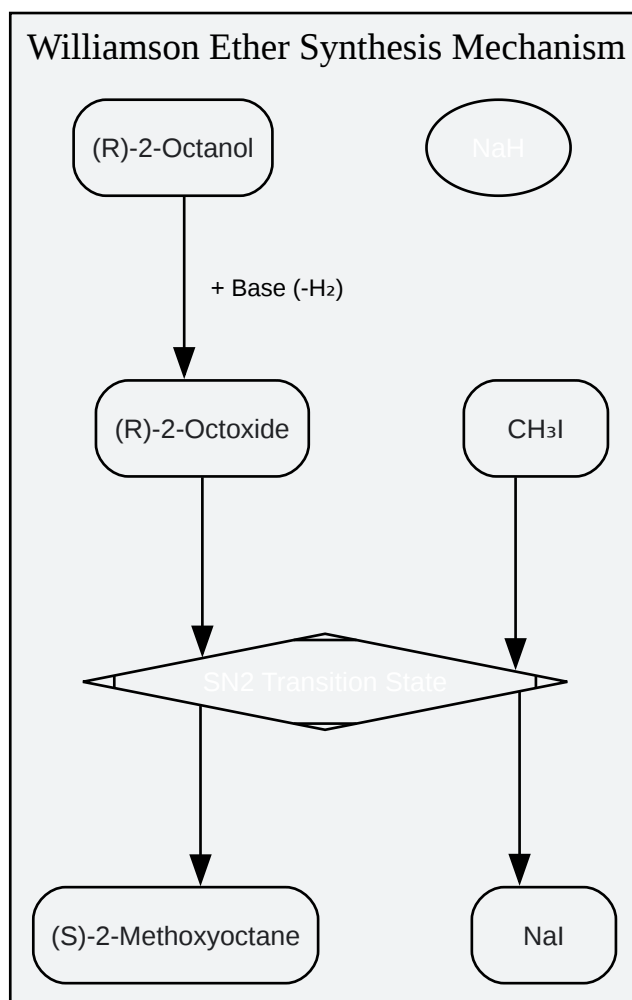 Williamson Ether Synthesis Mechanism
(R)-2-Octanol
NaH
+ Base (-H₂)
(R)-2-Octoxide
CH₃I
SN2 Transition State
(S)-2-Methoxyoctane
NaI